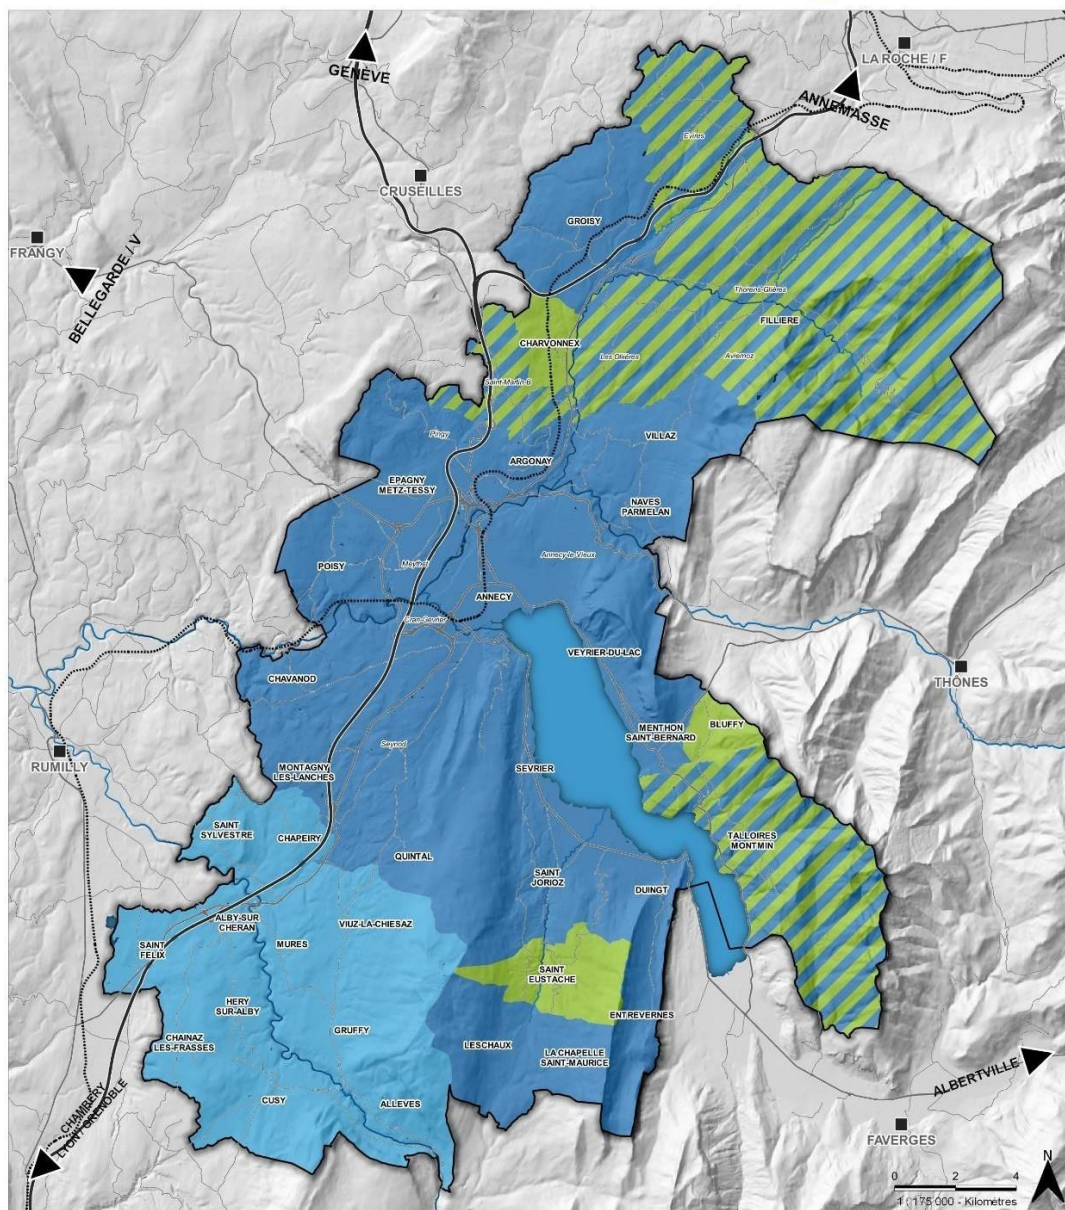 GENÈVE
LA ROCHE / F
ANNEMASSE
Evires
CRUSEILLES
GROISY
FRANGY
BELLEGARDE / V
Thorens-Glières
FILLIERE
CHARVONNEX
Les Ollières
Aviernoz
Saint-Martin-B
Pringy
VILLAZ
ARGONAY
EPAGNY
METZ-TESSY
NAVES
PARMELAN
Annecy-le-Vieux
POISY
Meythet
ANNECY
Cran-Gevrier
VEYRIER-DU-LAC
THÔNES
CHAVANOD
MENTHON
SAINT-BERNARD
BLUFFY
Seynod
RUMILLY
MONTAGNY
LES-LANCHES
SEVRIER
SAINT
SYLVESTRE
CHAPEIRY
TALLOIRES
MONTMIN
QUINTAL
SAINT
JORIOZ
DUINGT
ALBY-SUR
CHERAN
VIUZ-LA-CHIESAZ
SAINT
FELIX
MURES
SAINT
EUSTACHE
HERY
SUR-ALBY
ENTREVERNES
GRUFFY
CHAINAZ
LES-FRASSES
LESCHAUX
LA CHAPELLE
SAINT-MAURICE
ALBERTVILLE
CUSY
ALLEVES
CHAMBERY
LYON / GRENOBLE
FAVERGES
N
0 2 4
1 : 175 000 - Kilomètres